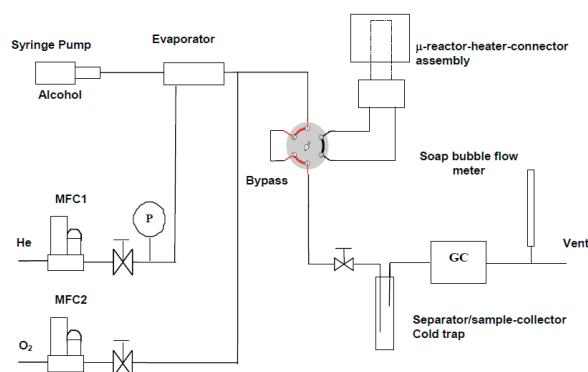 Syringe Pump
Alcohol
Evaporator
μ-reactor-heater-connector
assembly
Bypass
Soap bubble flow
meter
MFC1
P
He
GC
Vent
MFC2
O₂
Separator/sample-collector
Cold trap